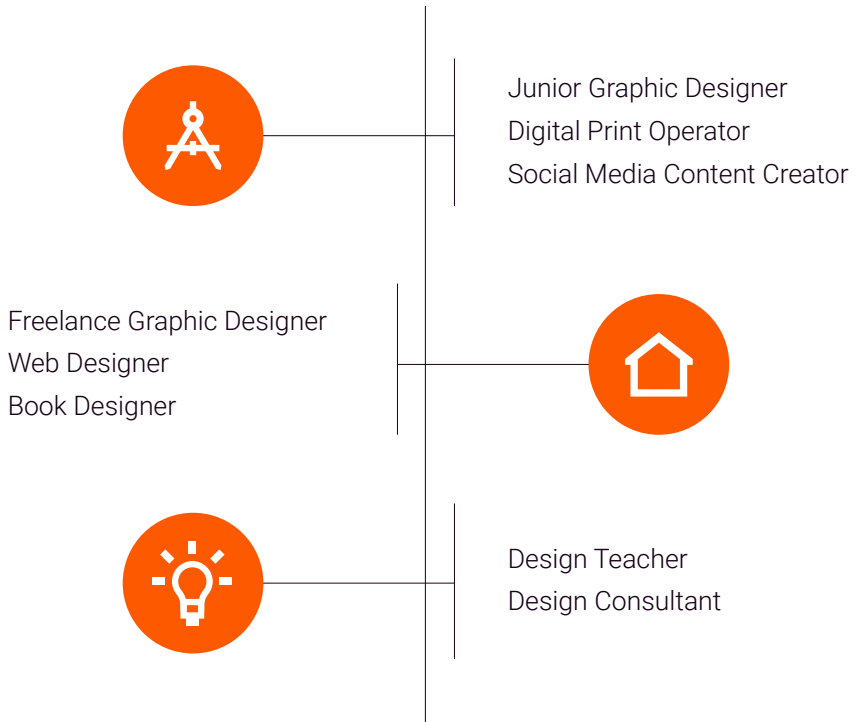 Junior Graphic Designer
Digital Print Operator
Social Media Content Creator
Freelance Graphic Designer
Web Designer
Book Designer
Design Teacher
Design Consultant